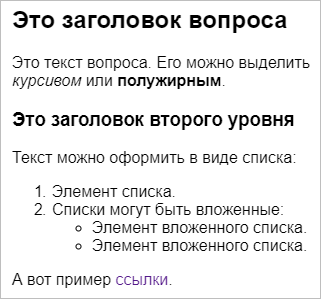 Это заголовок вопроса
Это текст вопроса. Его можно выделить
курсивом или полужирным.
Это заголовок второго уровня
Текст можно оформить в виде списка:
1. Элемент списка.
2. Списки могут быть вложенные:
◦ Элемент вложенного списка.
◦ Элемент вложенного списка.
А вот пример ссылки.